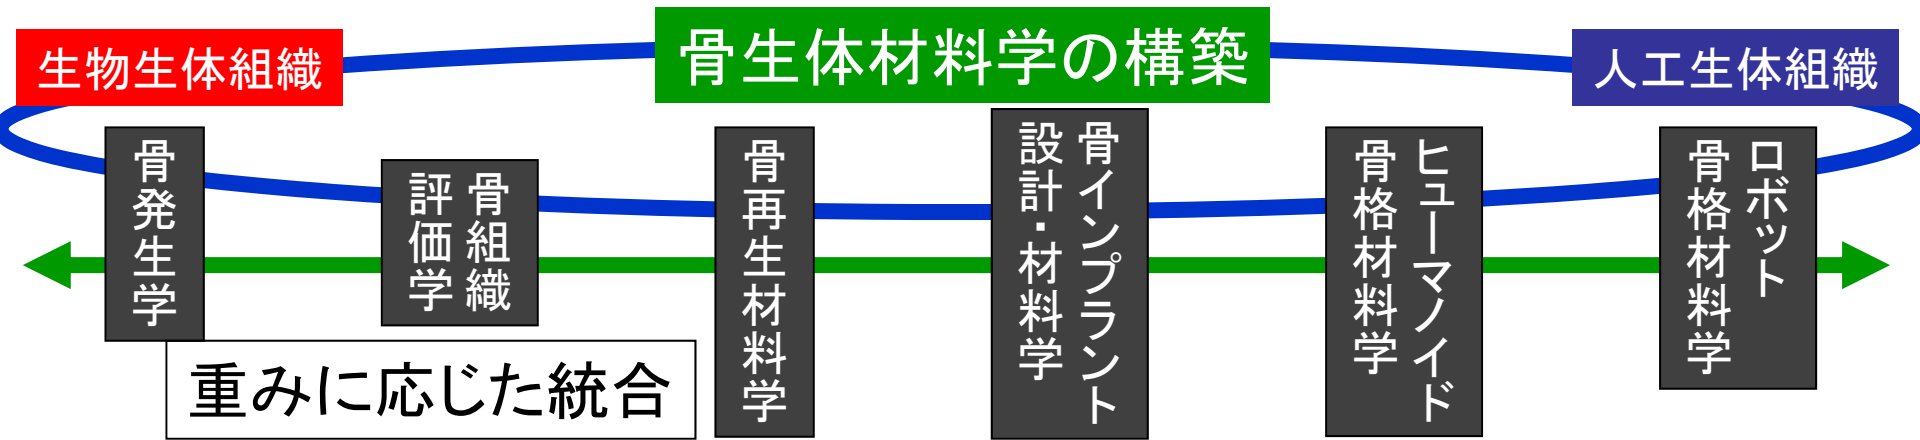 生物生体組織
骨生体材料学の構築
人工生体組織
骨発生学
骨組織
評価学
骨再生材料学
骨インプラント
設計・材料学
ヒューマノイド
骨格材料学
ロボット
骨格材料学
重みに応じた統合